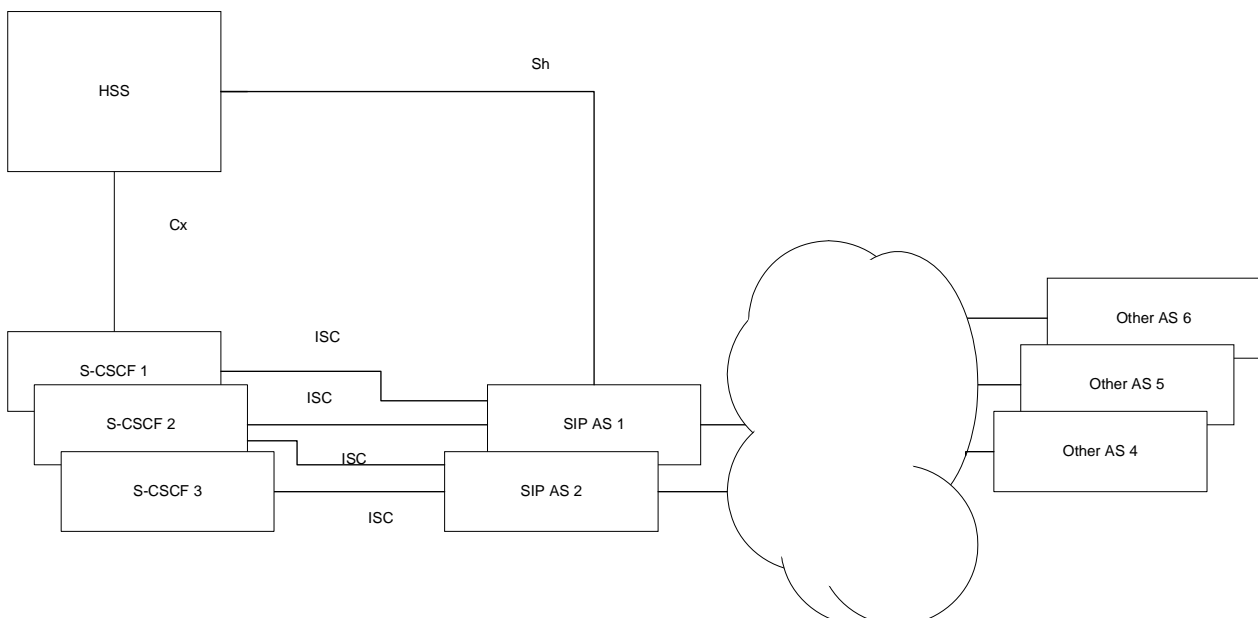 Sh
HSS
Cx
ISC
S-CSCF 1
ISC
S-CSCF 2
SIP AS 1
ISC
S-CSCF 3
SIP AS 2
ISC
Other AS 6
Other AS 5
Other AS 4